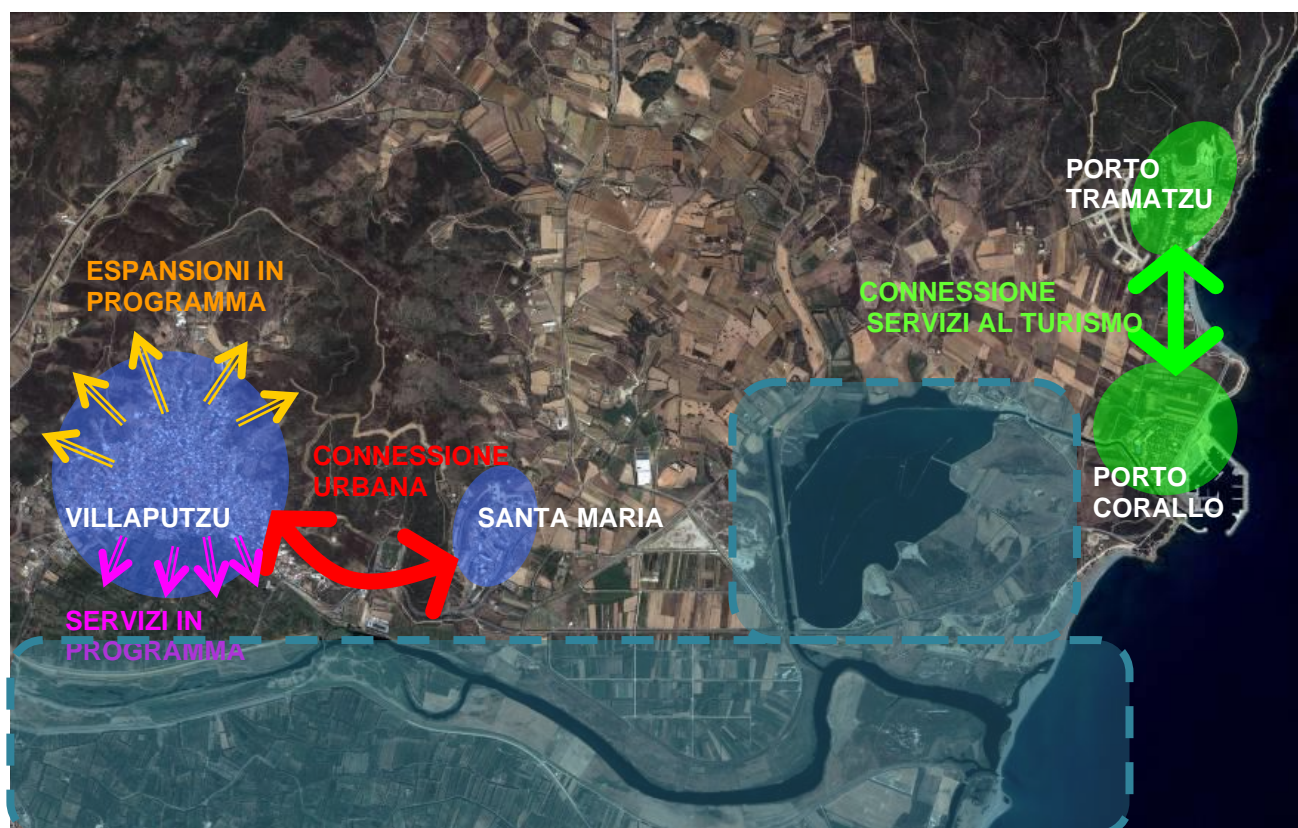 PORTO
TRAMATZU
ESPANSIONI IN
PROGRAMMA
CONNESSIONE
SERVIZI AL TURISMO
CONNESSIONE
URBANA
PORTO
CORALLO
VILLAPUTZU
SANTA MARIA
SERVIZI IN
PROGRAMMA